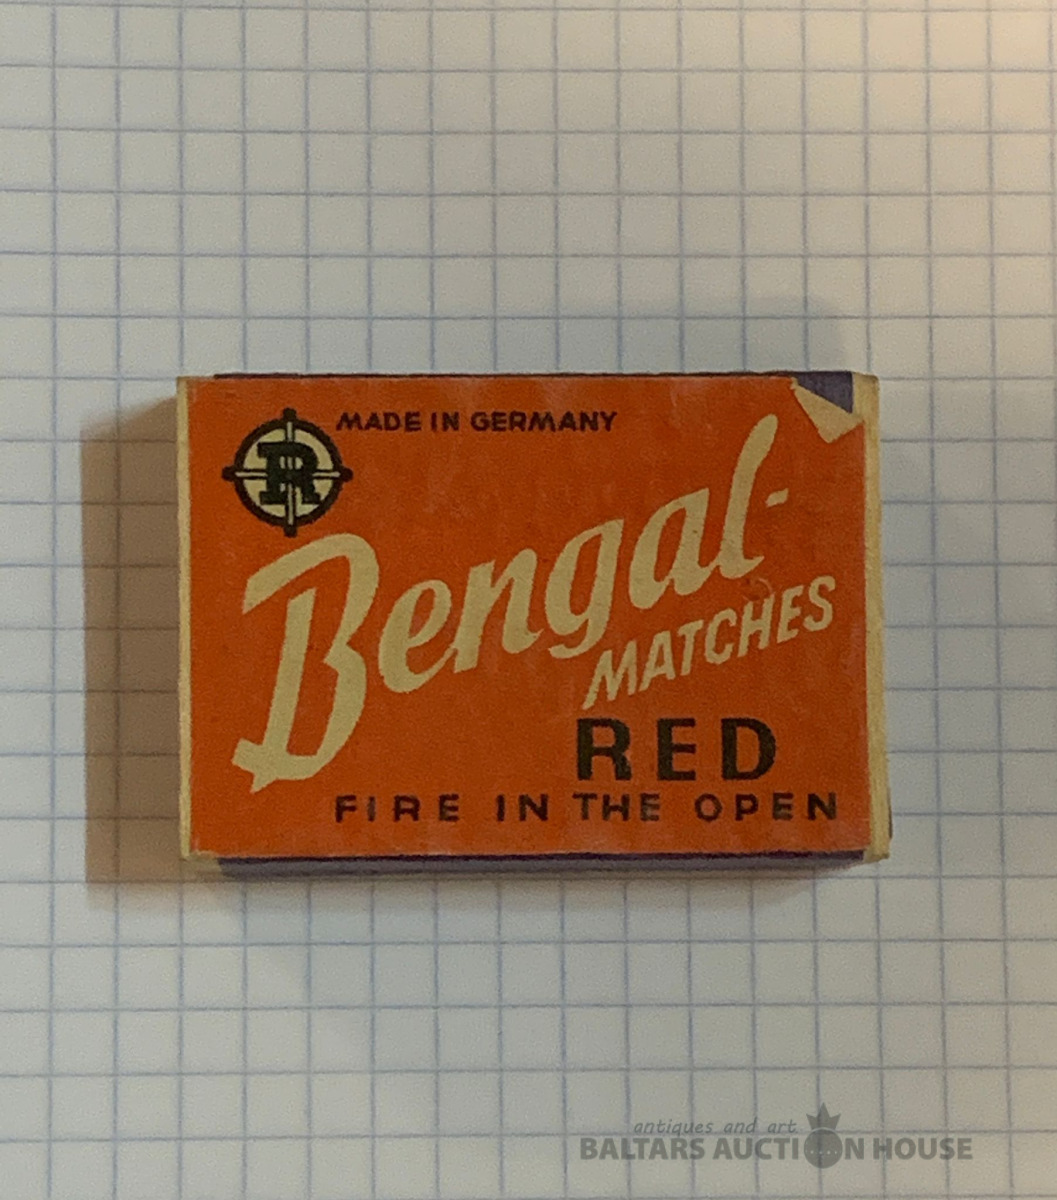 MADE IN GERMANY
R
Bengal-
MATCHES
RED
FIRE IN THE OPEN
antiques and art
BALTARS AUCTION HOUSE